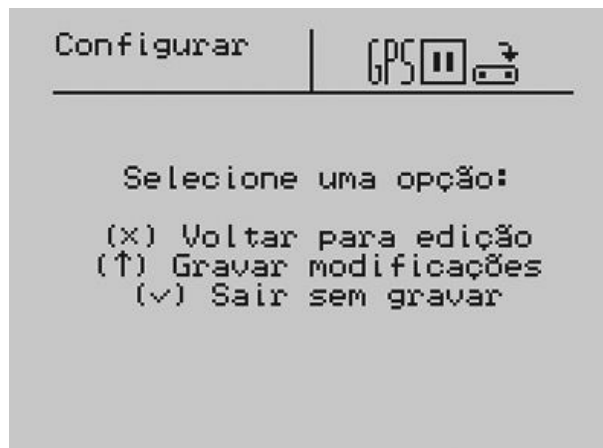 Configurar
GPS
Selecione uma opção:
(×) Voltar para edição
(↑) Gravar modificações
(✓) Sair sem gravar